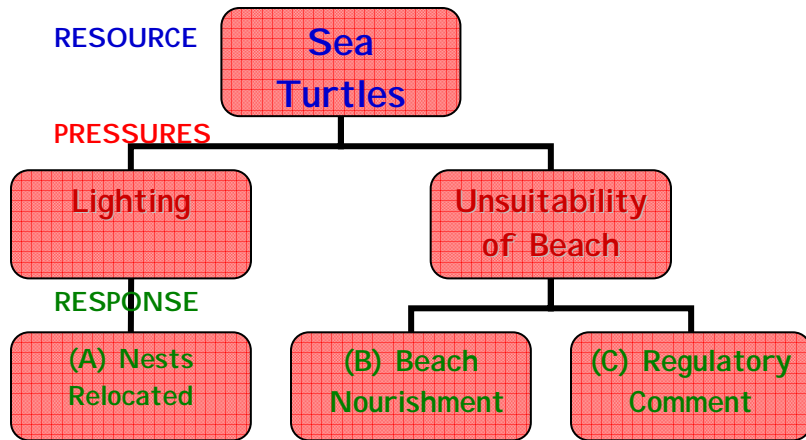 RESOURCE
Sea
Turtles
PRESSURES
Lighting
Unsuitability
of Beach
RESPONSE
(A) Nests
Relocated
(B) Beach
Nourishment
(C) Regulatory
Comment